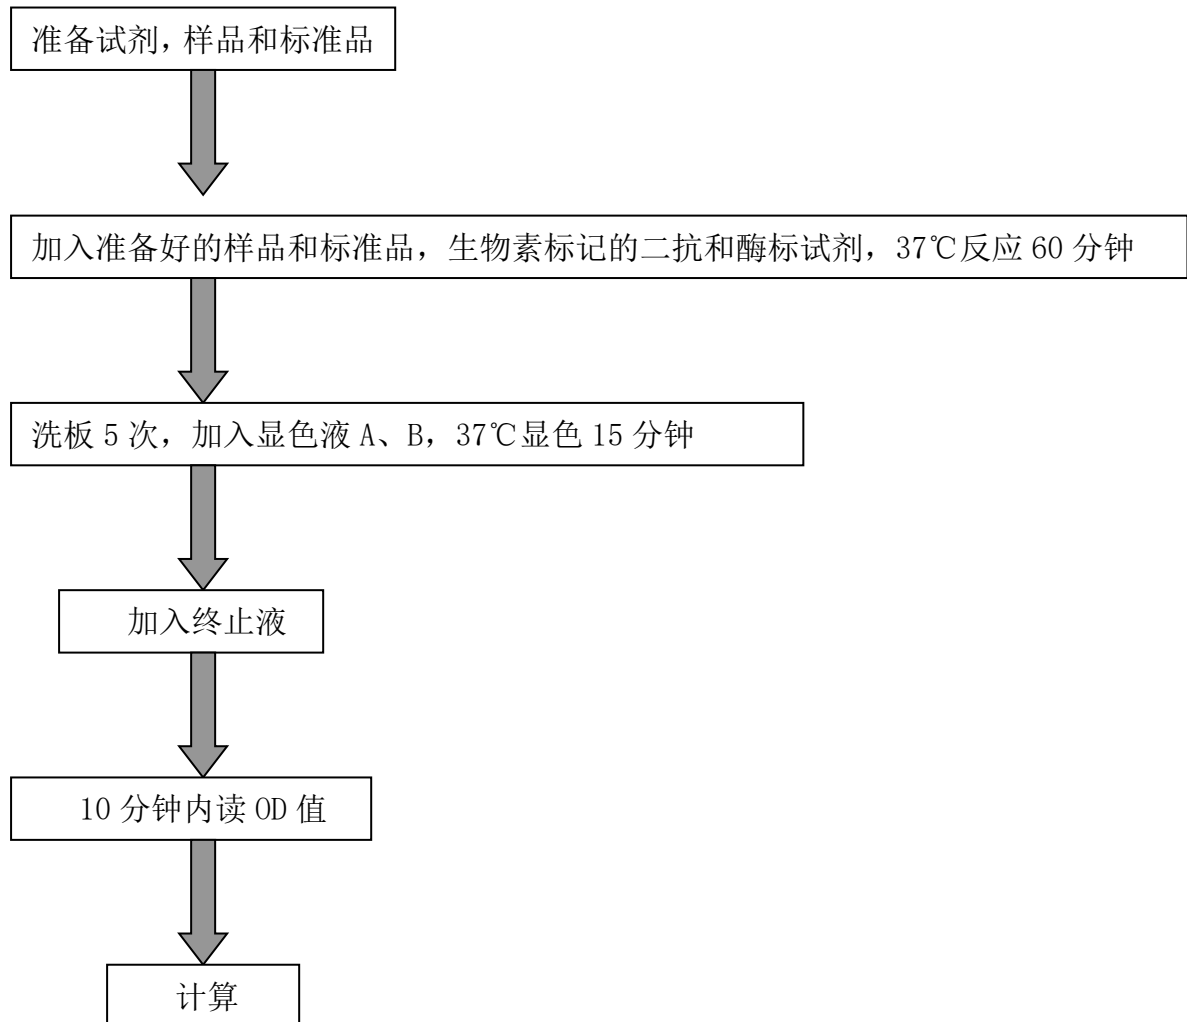 准备试剂，样品和标准品
加入准备好的样品和标准品，生物素标记的二抗和酶标试剂，37℃反应 60 分钟
洗板 5 次，加入显色液 A、B，37℃显色 15 分钟
加入终止液
10 分钟内读 OD 值
计算